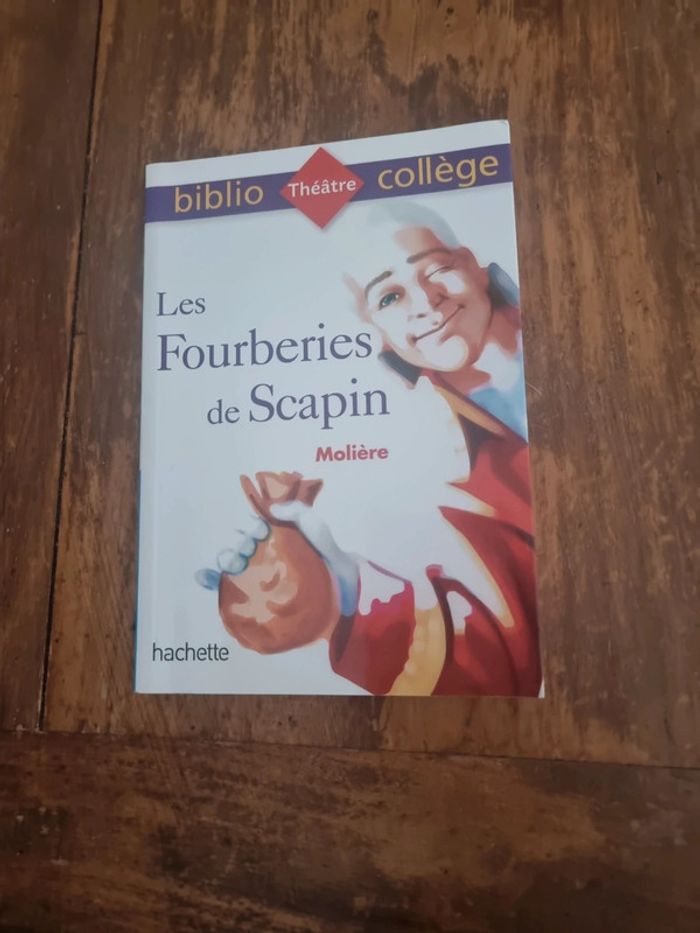 biblio Théâtre collège
Les
Fourberies
de Scapin
Molière
hachette